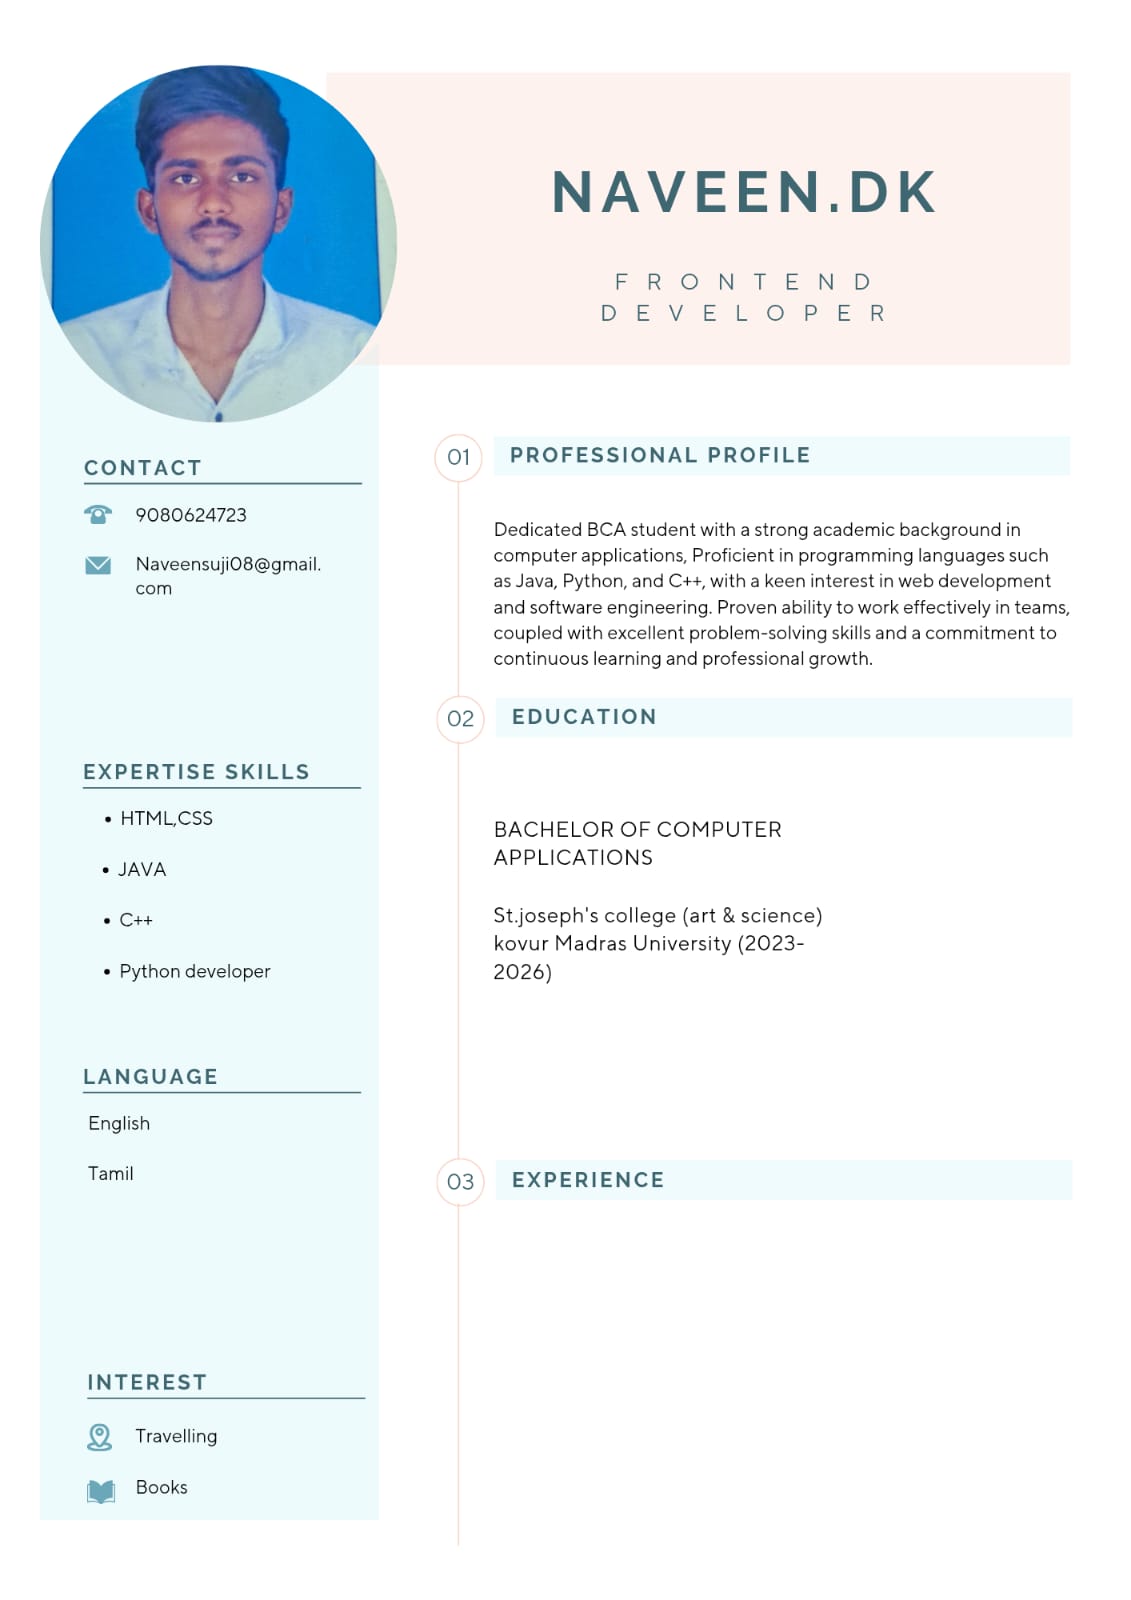 NAVEEN.DK
FRONTEND
DEVELOPER
CONTACT
9080624723
Naveensuji08@gmail.
com
EXPERTISE SKILLS
• HTML,CSS
• JAVA
• C++
• Python developer
LANGUAGE
English
Tamil
INTEREST
Travelling
Books
01 PROFESSIONAL PROFILE
Dedicated BCA student with a strong academic background in
computer applications, Proficient in programming languages such
as Java, Python, and C++, with a keen interest in web development
and software engineering. Proven ability to work effectively in teams,
coupled with excellent problem-solving skills and a commitment to
continuous learning and professional growth.
02 EDUCATION
BACHELOR OF COMPUTER
APPLICATIONS
St.joseph's college (art & science)
kovur Madras University (2023-
2026)
03 EXPERIENCE